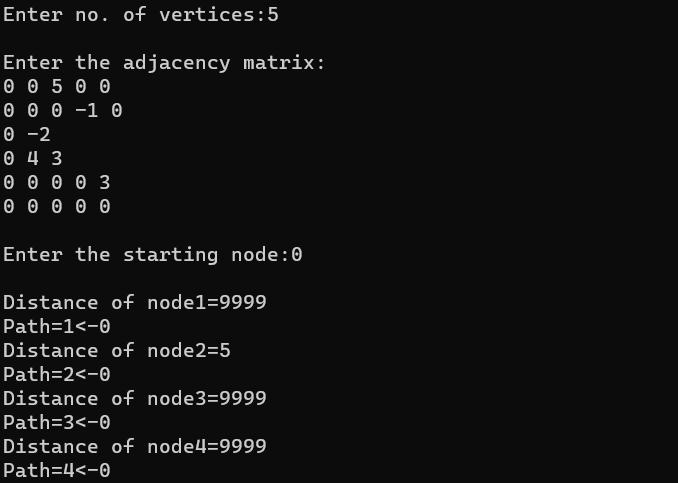 Enter no. of vertices:5
Enter the adjacency matrix:
0 0 5 0 0
0 0 0 -1 0
0 -2
0 4 3
0 0 0 0 3
0 0 0 0 0
Enter the starting node:0
Distance of node1=9999
Path=1<-0
Distance of node2=5
Path=2<-0
Distance of node3=9999
Path=3<-0
Distance of node4=9999
Path=4<-0